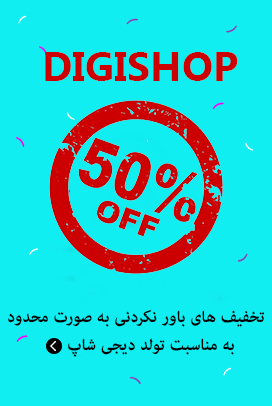 DIGISHOP
50%
OFF
تخفیف های باور نکردنی به صورت محدود
به مناسبت تولد دیجی شاپ